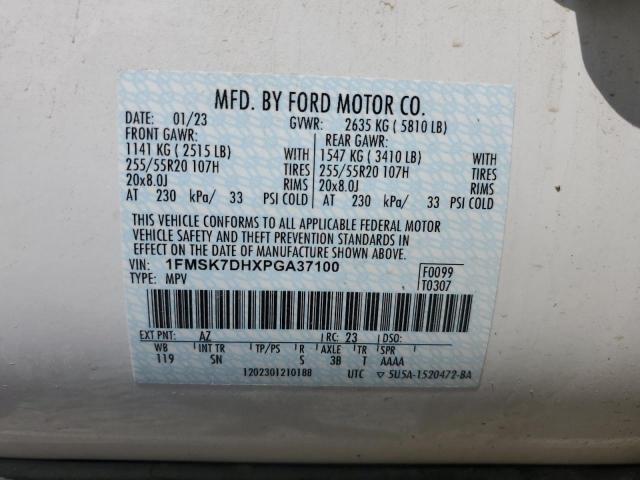 MFD. BY FORD MOTOR CO.
DATE: 01/23 GVWR: 2635 KG ( 5810 LB)
FRONT GAWR: REAR GAWR:
1141 KG ( 2515 LB) WITH 1547 KG ( 3410 LB) WITH
255/55R20 107H TIRES 255/55R20 107H TIRES
20x8.0J RIMS 20x8.0J RIMS
AT 230 kPa/ 33 PSI COLD AT 230 kPa/ 33 PSI COLD
THIS VEHICLE CONFORMS TO ALL APPLICABLE FEDERAL MOTOR
VEHICLE SAFETY AND THEFT PREVENTION STANDARDS IN
EFFECT ON THE DATE OF MANUFACTURE SHOWN ABOVE.
VIN: 1FMSK7DHXPGA37100 F0099
TYPE: MPV T0307
EXT PNT: AZ RC: 23 DSO:
WB INT TR TP/PS R AXLE TR SPR
119 SN S 3B T AAAA
1202301210188 UTC ▽ 5U5A-1520472-BA